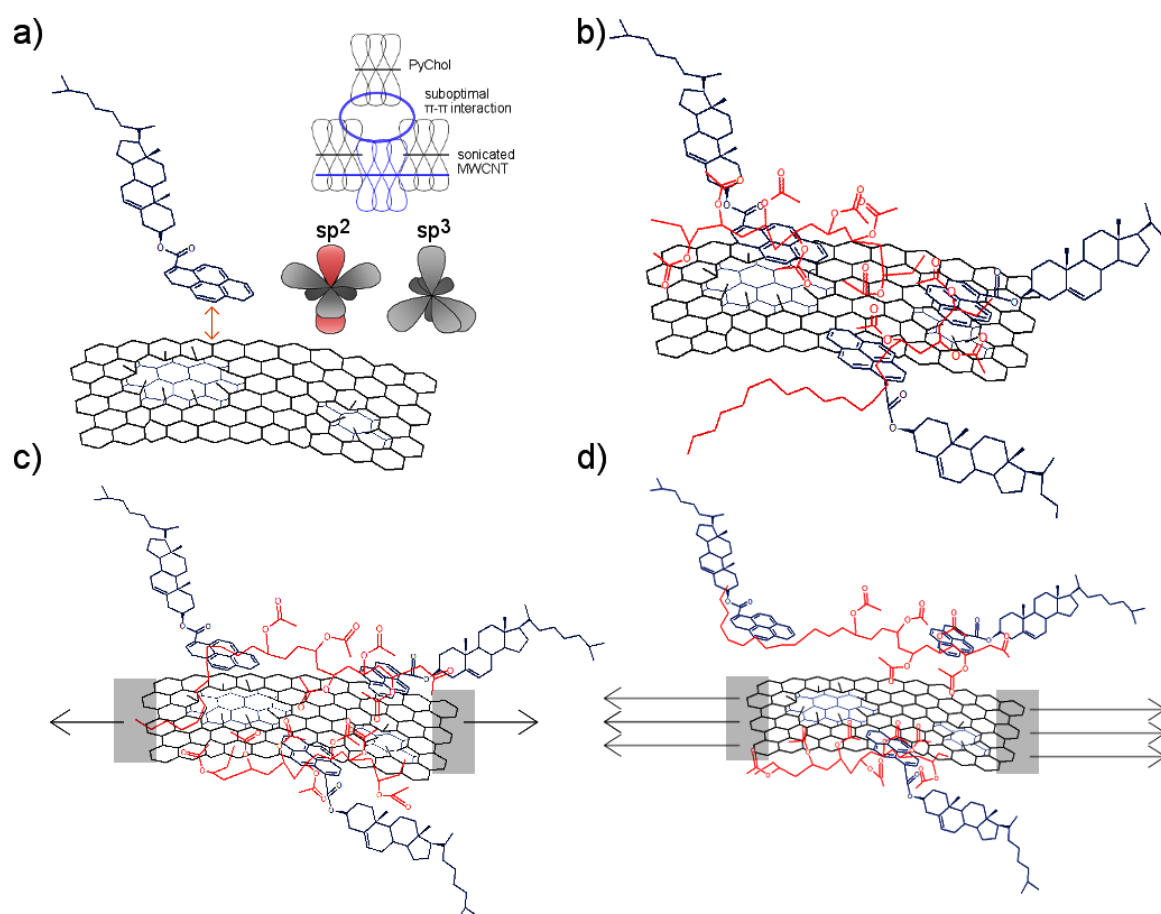 a)
PyChol
suboptimal
π-π interaction
sonicated
MWCNT
sp2
sp3
b)
c)
d)